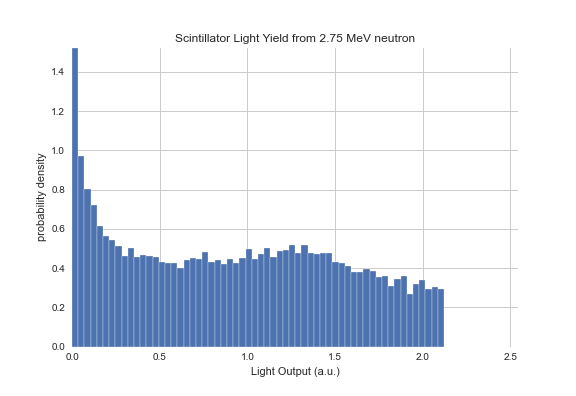 Scintillator Light Yield from 2.75 MeV neutron
probability density
1.4
1.2
1.0
0.8
0.6
0.4
0.2
0.0
0.0 0.5 1.0 1.5 2.0 2.5
Light Output (a.u.)